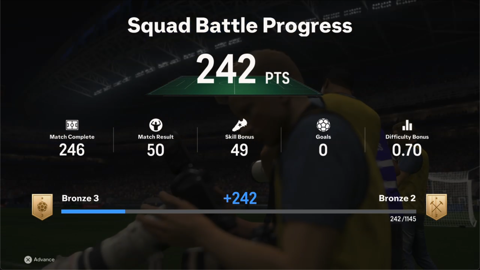 Squad Battle Progress
242 PTS
Match Complete
246
Match Result
50
Skill Bonus
49
Goals
0
Difficulty Bonus
0.70
Bronze 3
+242
Bronze 2
242 /1145
Advance